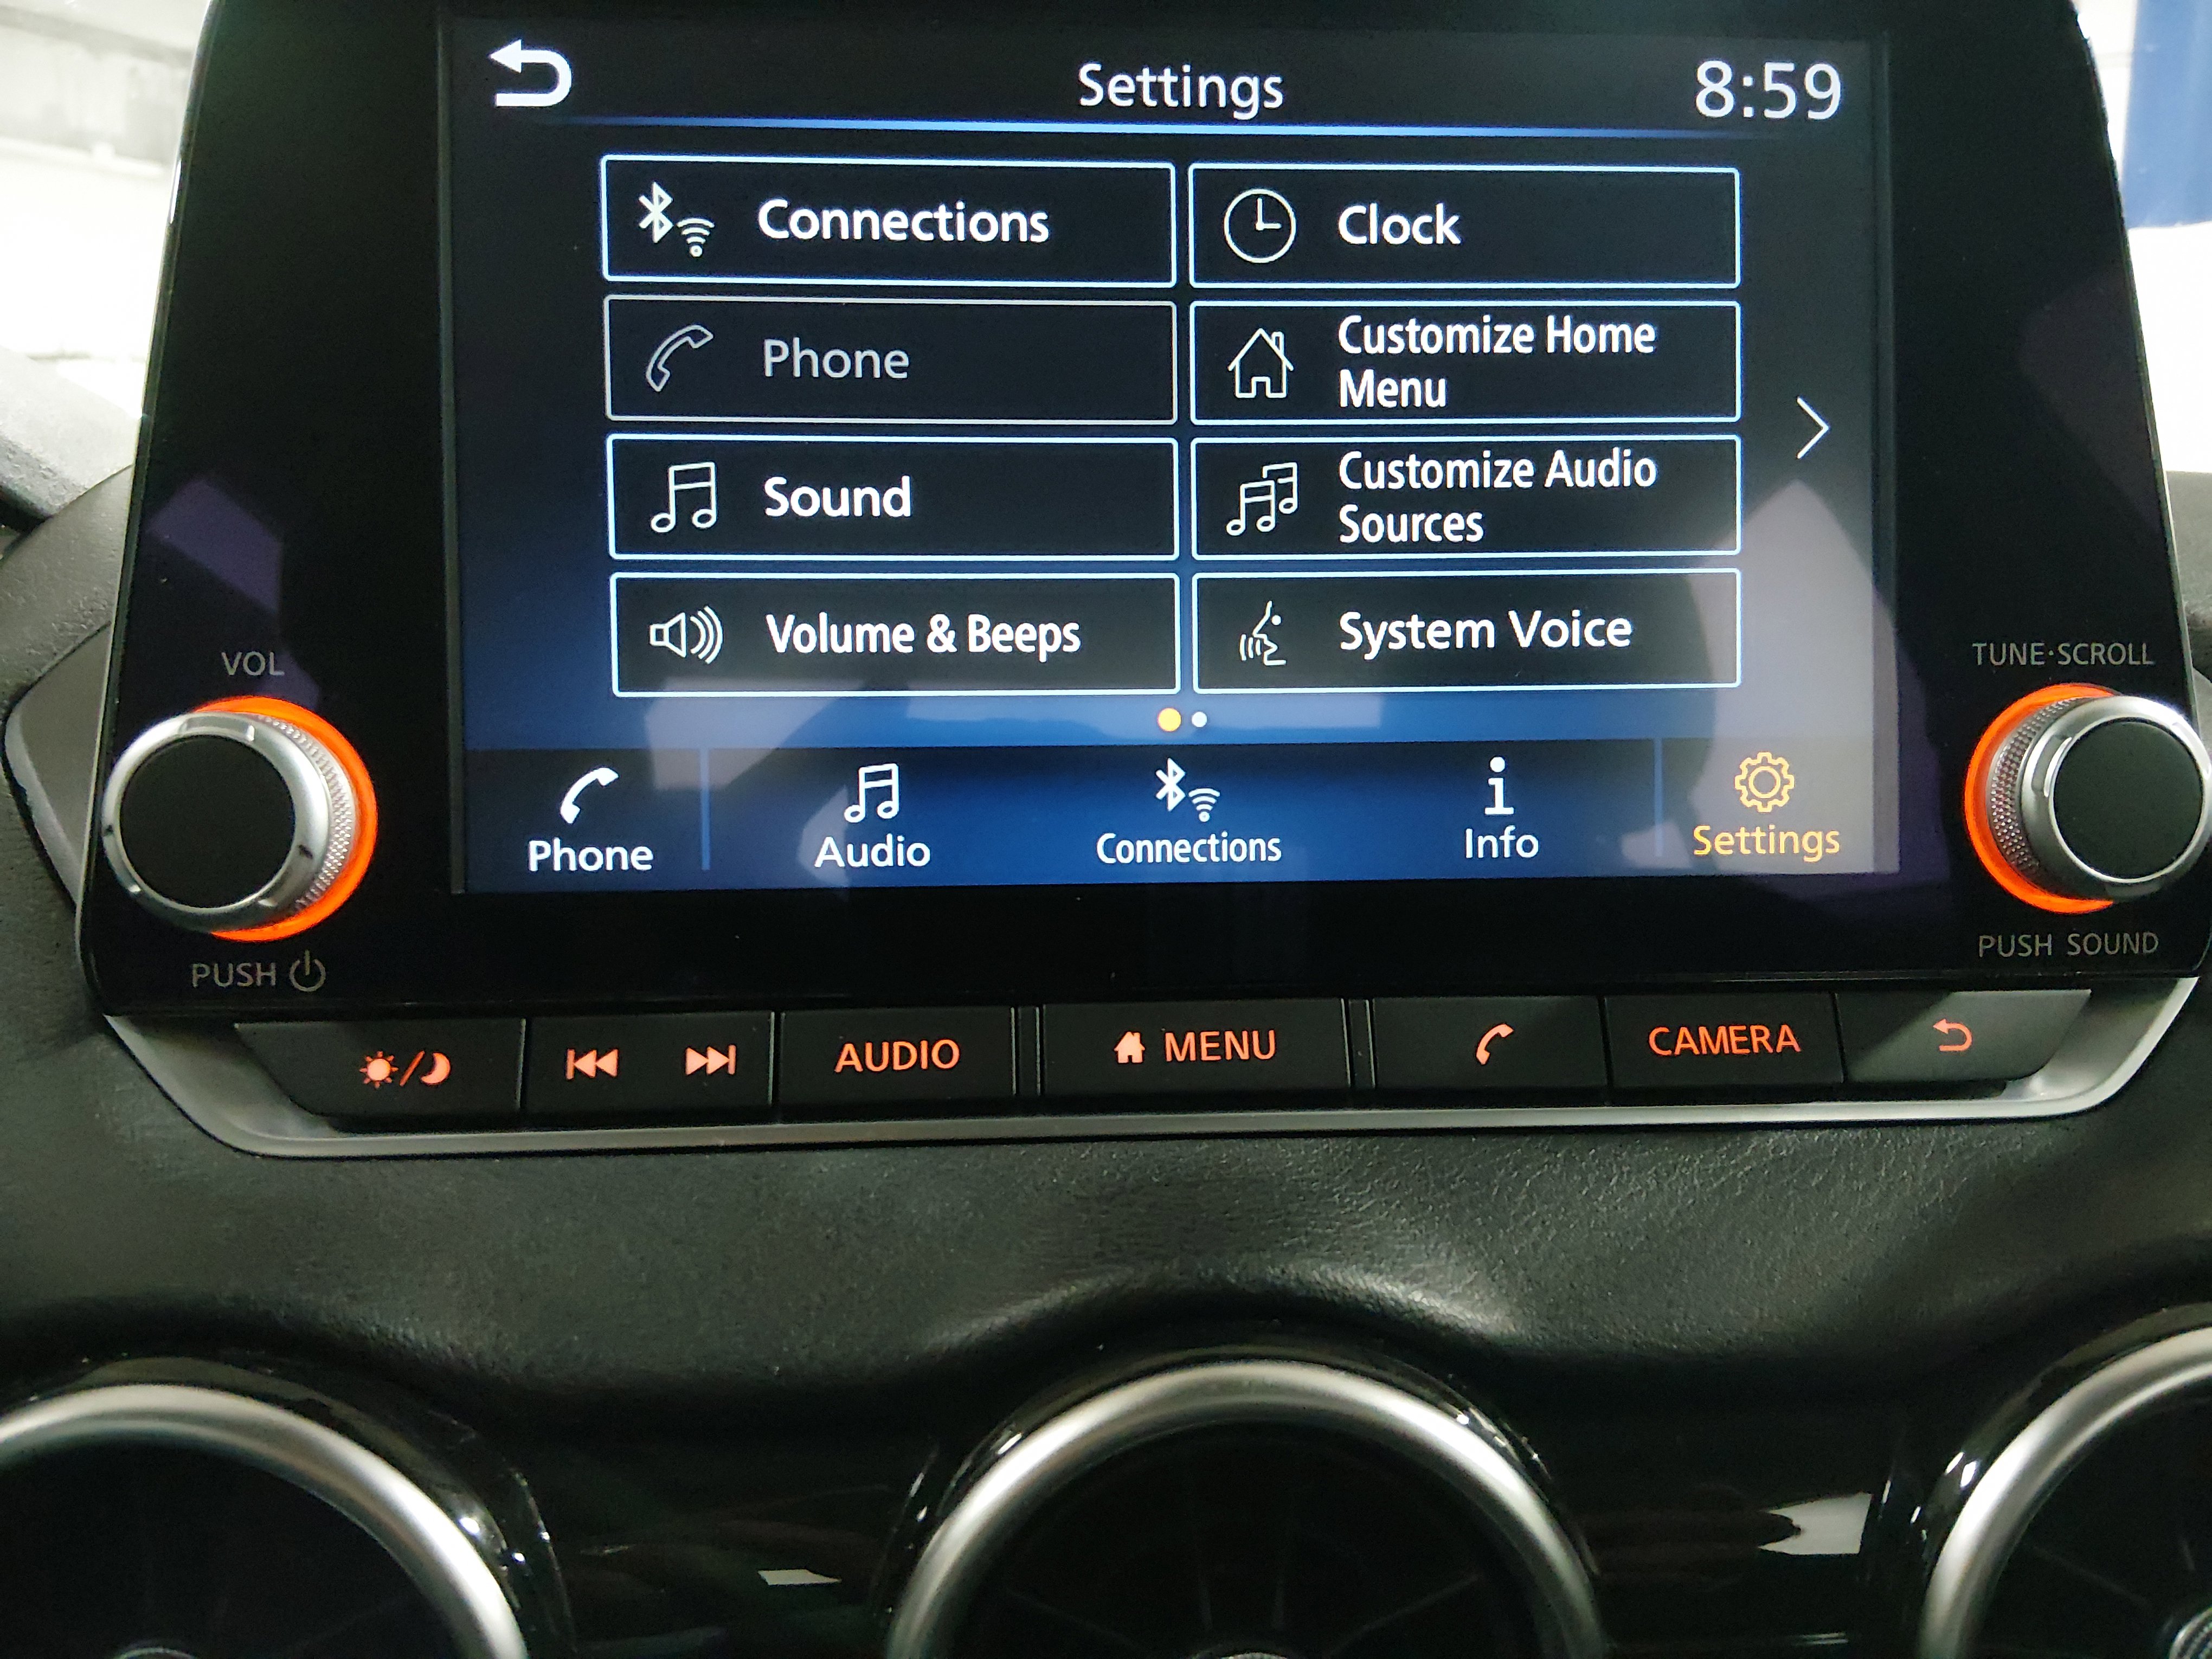 Settings
8:59
Connections
Clock
Phone
Customize Home
Menu
Sound
Customize Audio
Sources
Volume & Beeps
System Voice
Phone
Audio
Connections
Info
Settings
VOL
PUSH
TUNE·SCROLL
PUSH SOUND
AUDIO
MENU
CAMERA